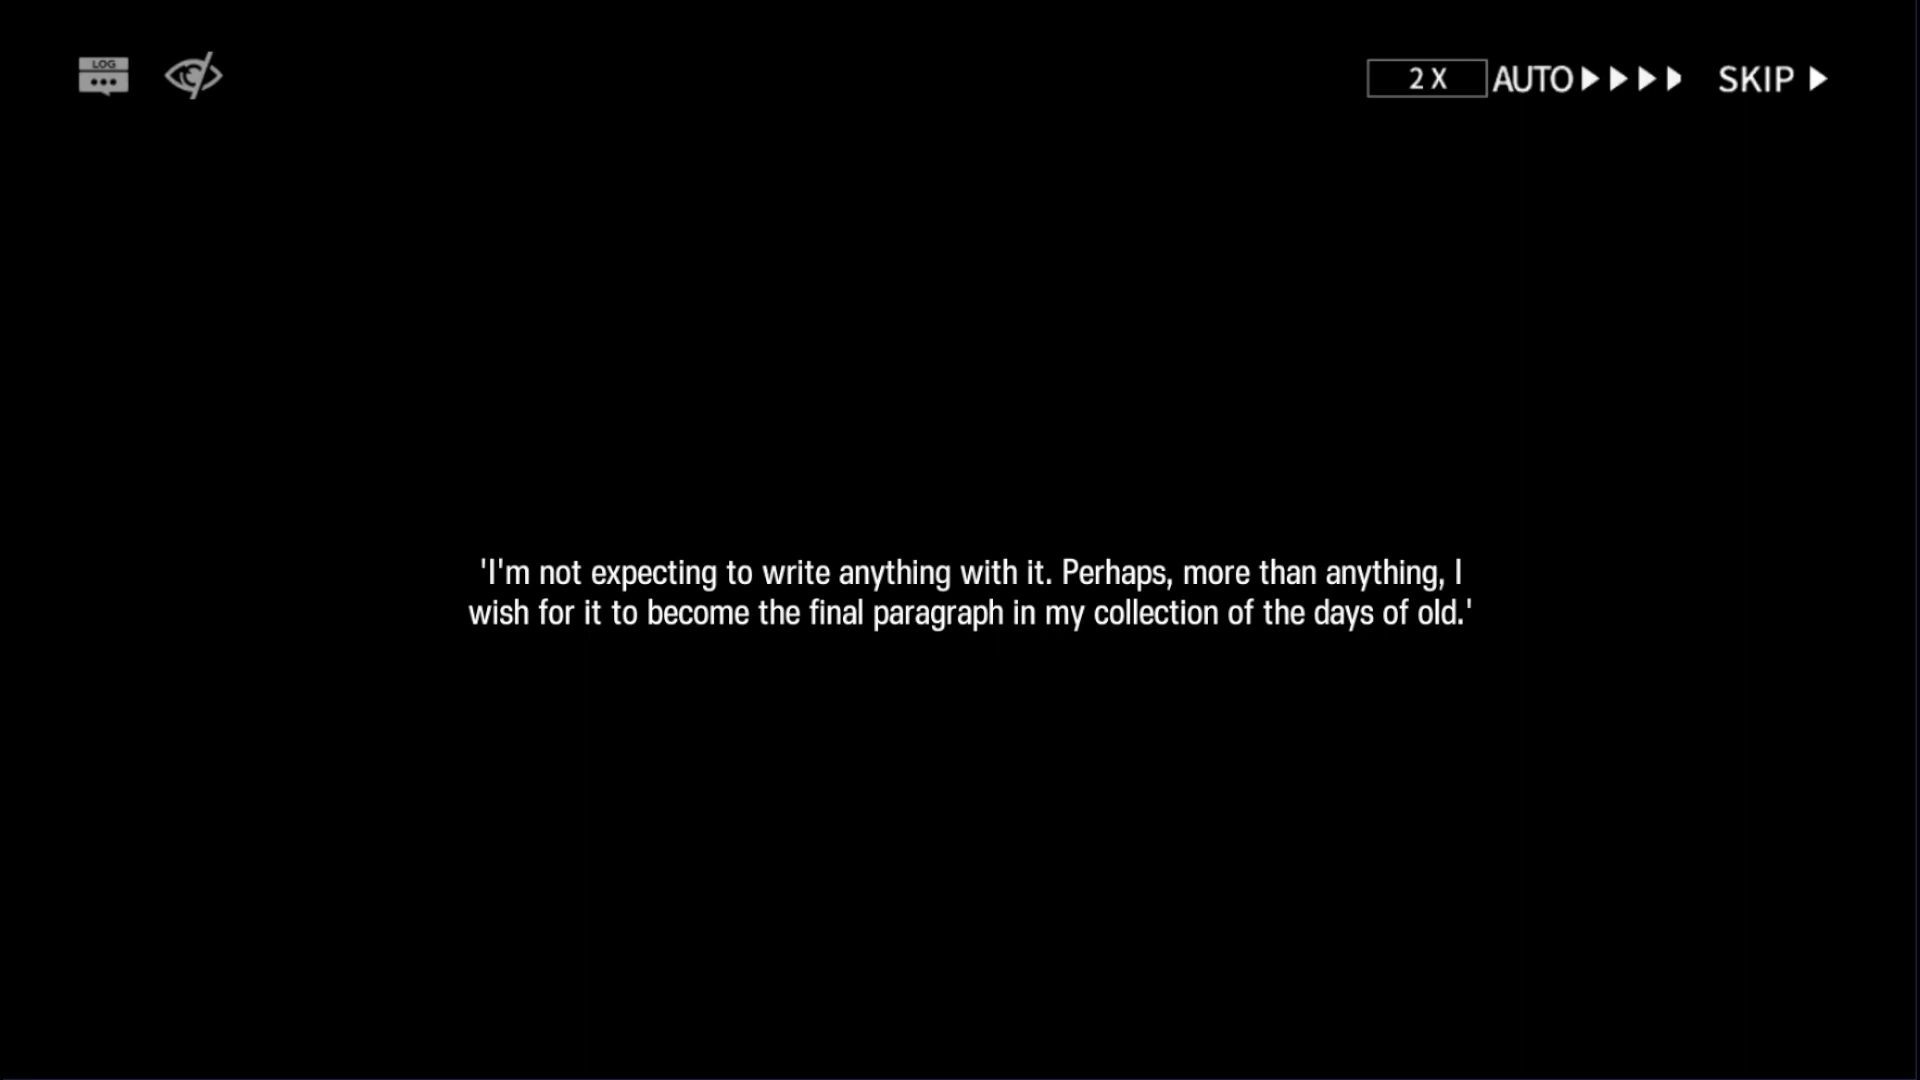 LOG
2 X AUTO SKIP
'I'm not expecting to write anything with it. Perhaps, more than anything, I
wish for it to become the final paragraph in my collection of the days of old.'